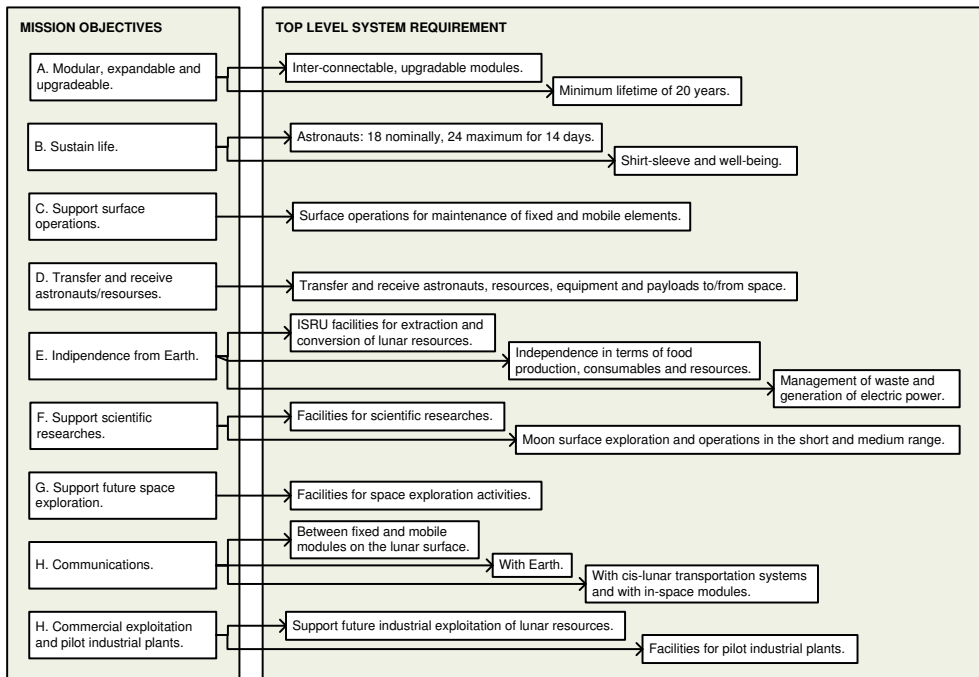 MISSION OBJECTIVES
TOP LEVEL SYSTEM REQUIREMENT
A. Modular, expandable and
upgradeable.
Inter-connectable, upgradable modules.
Minimum lifetime of 20 years.
B. Sustain life.
Astronauts: 18 nominally, 24 maximum for 14 days.
Shirt-sleeve and well-being.
C. Support surface
operations.
Surface operations for maintenance of fixed and mobile elements.
D. Transfer and receive
astronauts/resourses.
Transfer and receive astronauts, resources, equipment and payloads to/from space.
E. Indipendence from Earth.
ISRU facilities for extraction and
conversion of lunar resources.
Independence in terms of food
production, consumables and resources.
Management of waste and
generation of electric power.
F. Support scientific
researches.
Facilities for scientific researches.
Moon surface exploration and operations in the short and medium range.
G. Support future space
exploration.
Facilities for space exploration activities.
H. Communications.
Between fixed and mobile
modules on the lunar surface.
With Earth.
With cis-lunar transportation systems
and with in-space modules.
H. Commercial exploitation
and pilot industrial plants.
Support future industrial exploitation of lunar resources.
Facilities for pilot industrial plants.